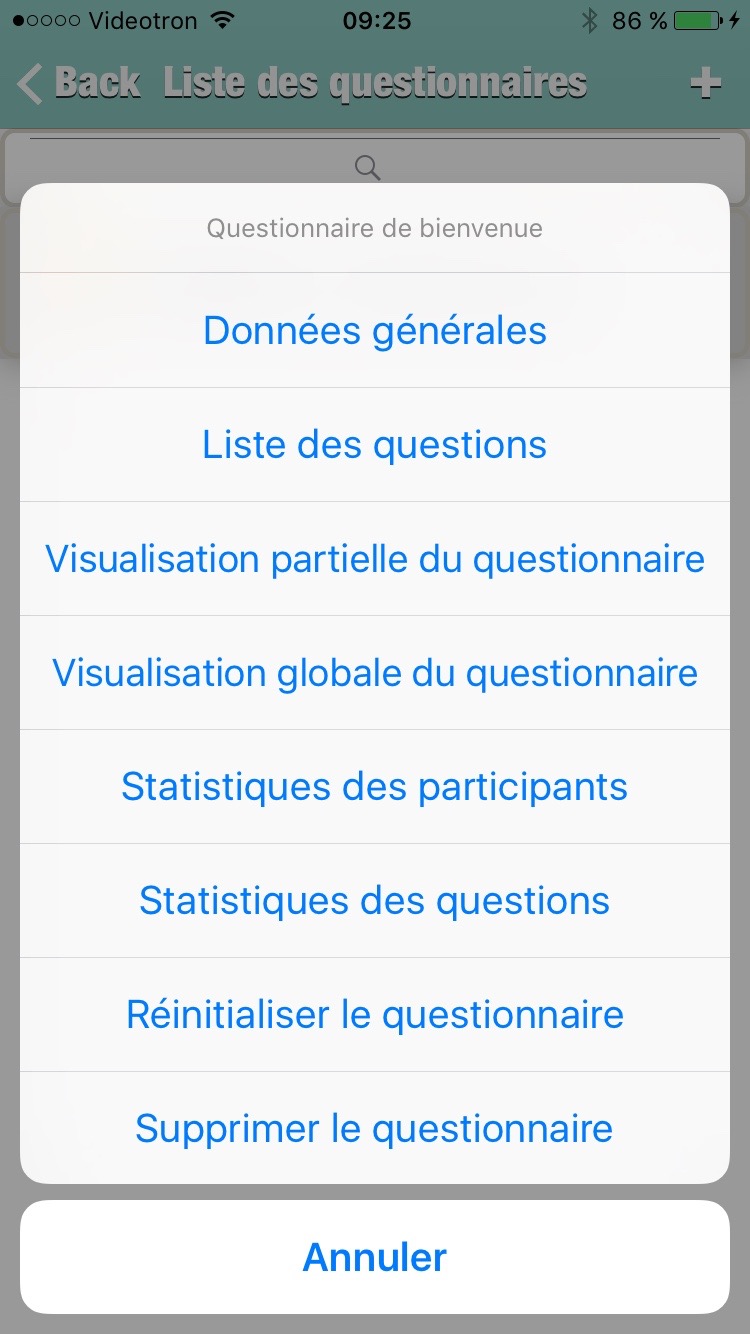 Videotron 09:25 86 %
Back Liste des questionnaires +
Questionnaire de bienvenue
Données générales
Liste des questions
Visualisation partielle du questionnaire
Visualisation globale du questionnaire
Statistiques des participants
Statistiques des questions
Réinitialiser le questionnaire
Supprimer le questionnaire
Annuler